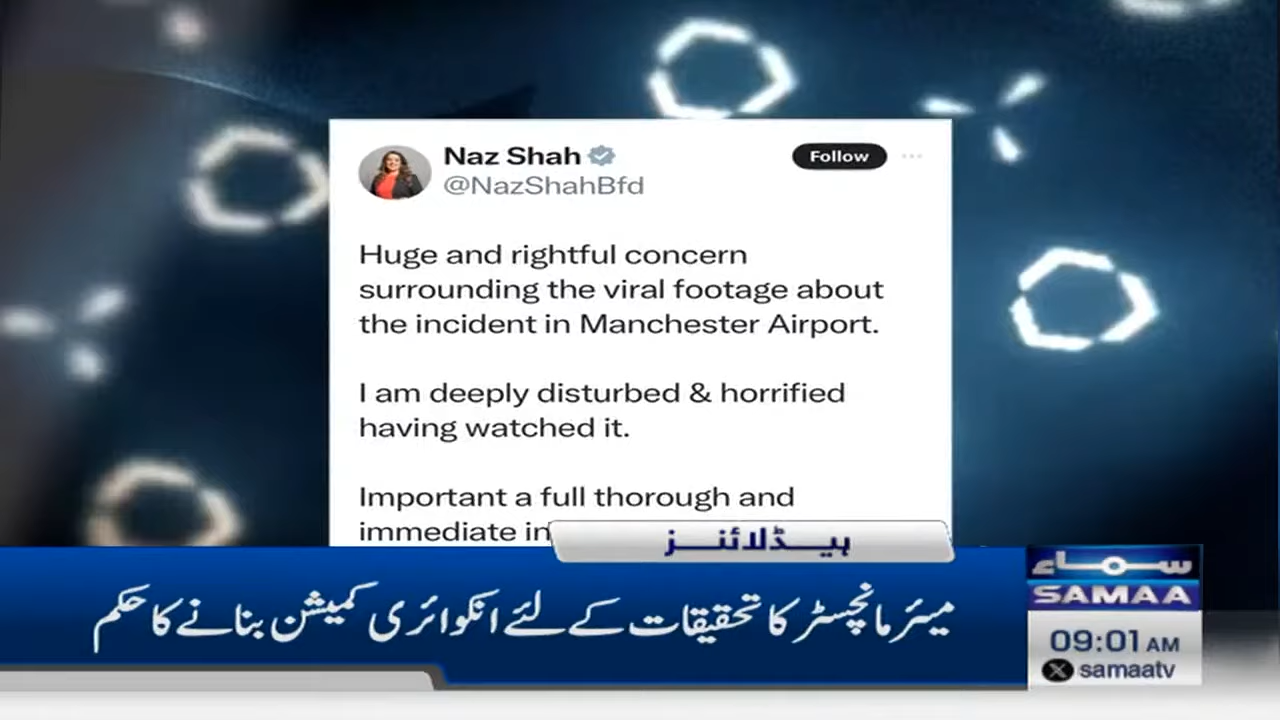 Naz Shah
@NazShahBfd
Follow
Huge and rightful concern
surrounding the viral footage about
the incident in Manchester Airport.
I am deeply disturbed & horrified
having watched it.
Important a full thorough and
immediate in
ہیڈلائنز
میئر مانچسٹر کا تحقیقات کے لئے انکوائری کمیشن بنانے کا حکم
سماء
SAMAA
09:01 AM
samaatv